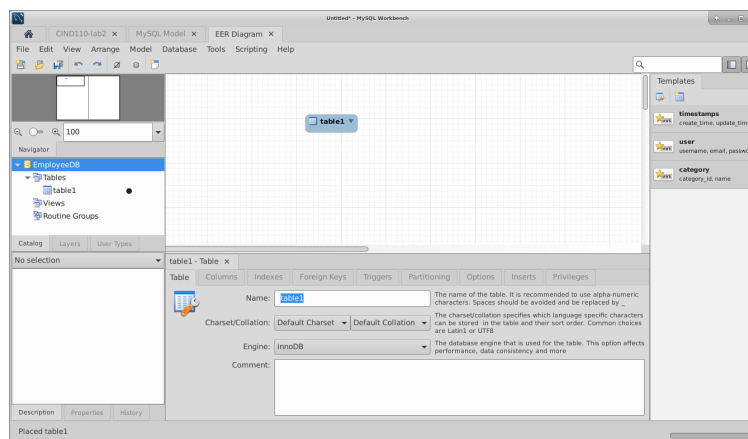 Untitled* - MySQL Workbench
CIND110-lab2 × MySQL Model × EER Diagram ×
File Edit View Arrange Model Database Tools Scripting Help
100
Navigator
EmployeeDB
Tables
table1
Views
Routine Groups
Catalog Layers User Types
No selection
Description Properties History
Placed table1
table1
table1 - Table ×
Table Columns Indexes Foreign Keys Triggers Partitioning Options Inserts Privileges
Name: table1 The name of the table. It is recommended to use alpha-numeric
characters. Spaces should be avoided and be replaced by _
Charset/Collation: Default Charset Default Collation The charset/collation specifies which language specific characters
can be stored in the table and their sort order. Common choices
are Latin1 or UTF8
Engine: InnoDB The database engine that is used for the table. This option affects
performance, data consistency and more
Comment:
Templates
timestamps
create_time, update_tim
user
username, email, passwo
category
category_id, name